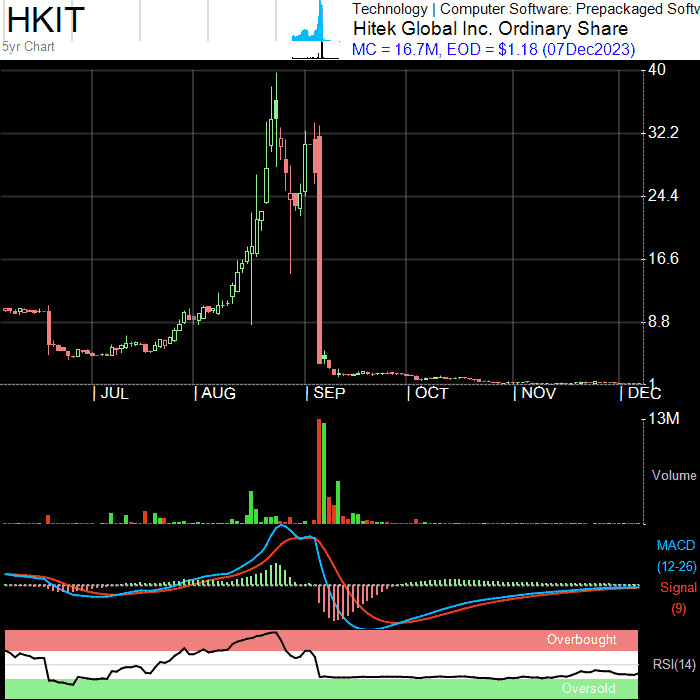 HKIT
5yr Chart
Technology | Computer Software: Prepackaged Softw
Hitek Global Inc. Ordinary Share
MC = 16.7M, EOD = $1.18 (07Dec2023)
40
32.2
24.4
16.6
8.8
1
| JUL | AUG | SEP | OCT | NOV | DEC
13M
Volume
MACD
(12-26)
Signal
(9)
Overbought
RSI(14)
Oversold